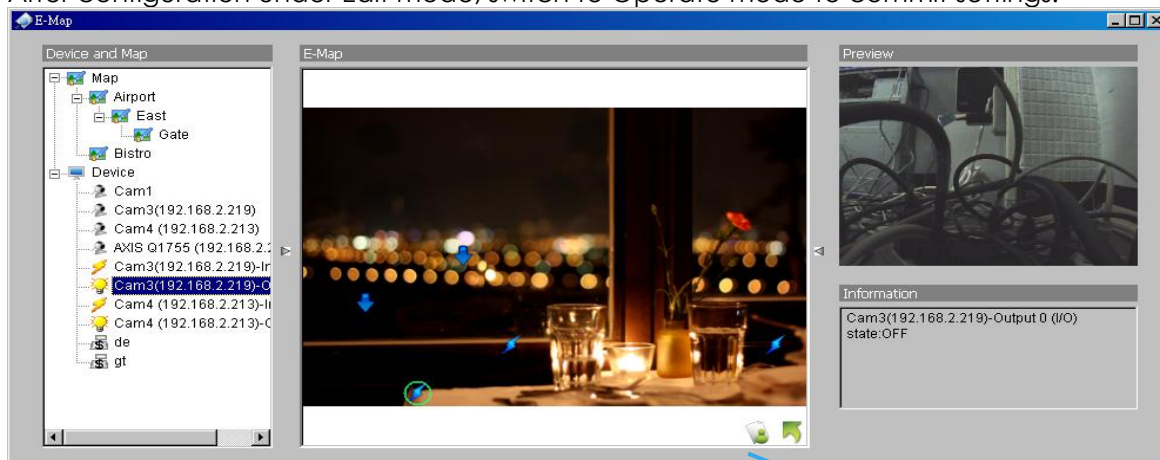 After configuration under Edit mode, switch to Operate mode to commit settings.
E-Map
Device and Map
Map
Airport
East
Gate
Bistro
Device
Cam1
Cam3(192.168.2.219)
Cam4 (192.168.2.213)
AXIS Q1755 (192.168.2.
Cam3(192.168.2.219)-In
Cam3(192.168.2.219)-O
Cam4 (192.168.2.213)-I
Cam4 (192.168.2.213)-
de
gt
E-Map
Preview
Information
Cam3(192.168.2.219)-Output 0 (I/O)
state:OFF